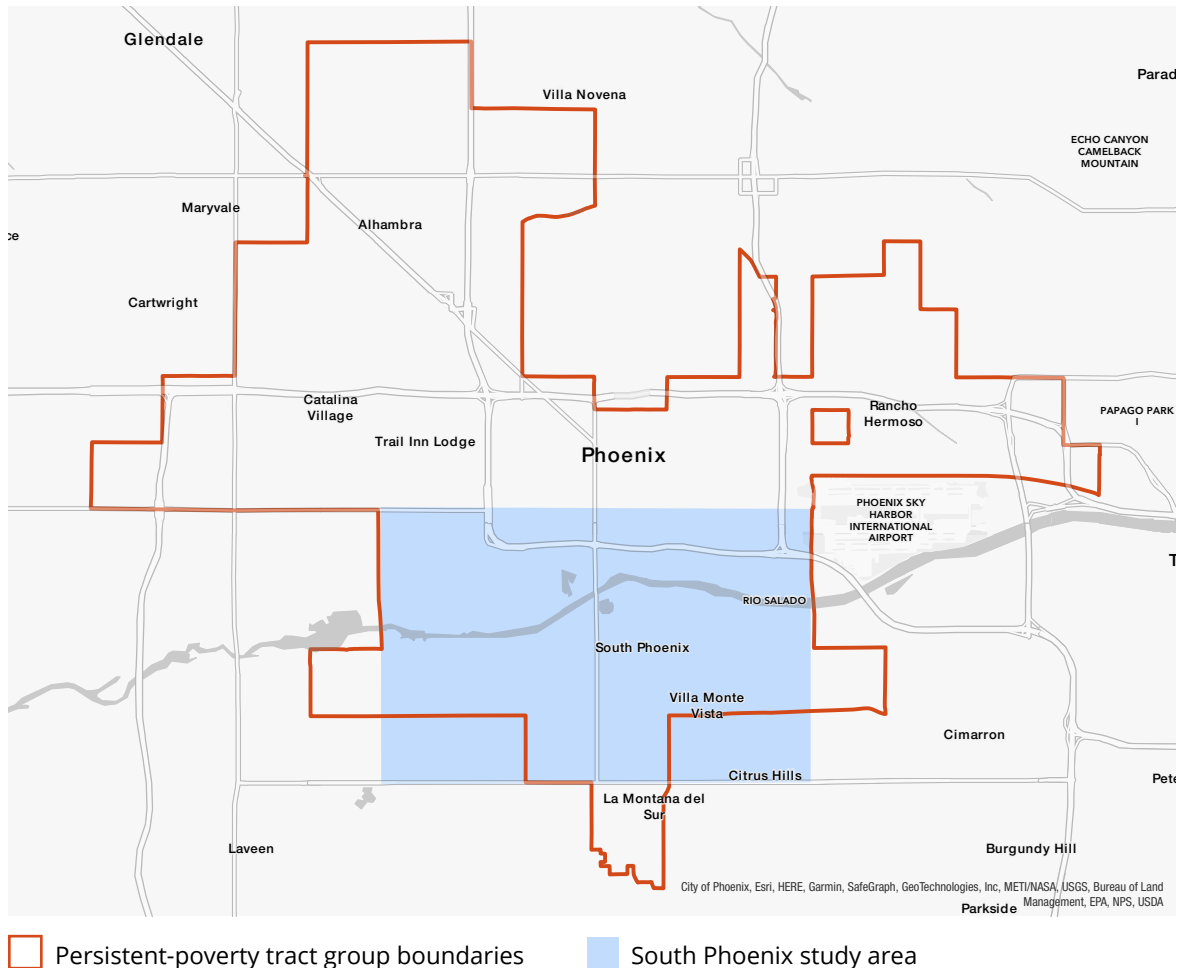 Glendale
Villa Novena
Parad
ECHO CANYON
CAMELBACK
MOUNTAIN
Maryvale
Alhambra
ce
Cartwright
Catalina
Village
Rancho
Hermoso
PAPAGO PARK
I
Trail Inn Lodge
Phoenix
PHOENIX SKY
HARBOR
INTERNATIONAL
AIRPORT
T
RIO SALADO
South Phoenix
Villa Monte
Vista
Cimarron
Citrus Hills
Pete
La Montana del
Sur
Laveen
Burgundy Hill
City of Phoenix, Esri, HERE, Garmin, SafeGraph, GeoTechnologies, Inc, METI/NASA, USGS, Bureau of Land
Management, EPA, NPS, USDA
Parkside
Persistent-poverty tract group boundaries
South Phoenix study area